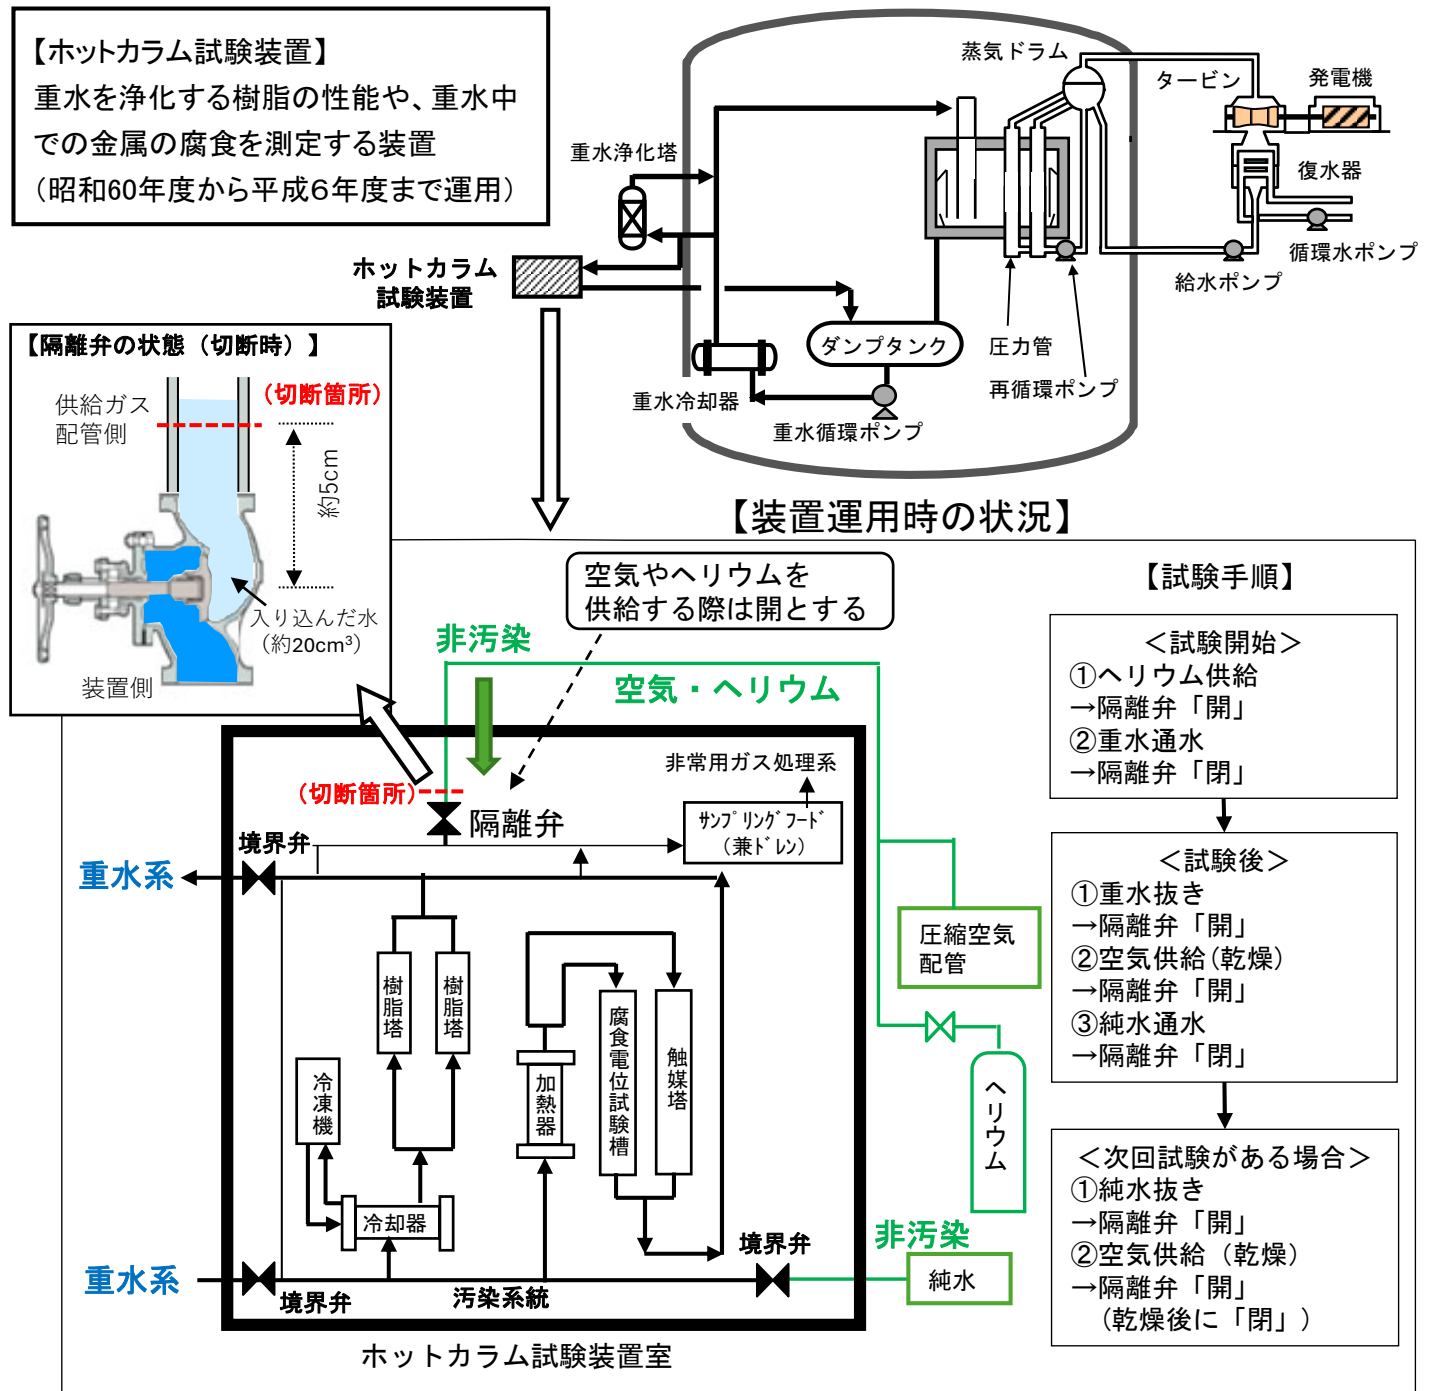 【ホットカラム試験装置】
重水を浄化する樹脂の性能や、重水中
での金属の腐食を測定する装置
（昭和60年度から平成６年度まで運用）
蒸気ドラム
タービン
発電機
復水器
循環水ポンプ
給水ポンプ
重水浄化塔
ホットカラム
試験装置
ダンプタンク
圧力管
再循環ポンプ
重水冷却器
重水循環ポンプ
【隔離弁の状態（切断時）】
（切断箇所）
供給ガス
配管側
約5cm
入り込んだ水
（約20cm³）
装置側
【装置運用時の状況】
空気やヘリウムを
供給する際は開とする
非汚染
空気・ヘリウム
（切断箇所）
隔離弁
非常用ガス処理系
サンプリングフード
（兼ドレン）
境界弁
重水系
樹脂塔
樹脂塔
冷凍機
冷却器
加熱器
腐食電位試験槽
触媒塔
圧縮空気
配管
ヘリウム
重水系
境界弁
汚染系統
境界弁
非汚染
純水
ホットカラム試験装置室
【試験手順】
＜試験開始＞
①ヘリウム供給
→隔離弁「開」
②重水通水
→隔離弁「閉」
＜試験後＞
①重水抜き
→隔離弁「開」
②空気供給（乾燥）
→隔離弁「開」
③純水通水
→隔離弁「閉」
＜次回試験がある場合＞
①純水抜き
→隔離弁「開」
②空気供給（乾燥）
→隔離弁「開」
（乾燥後に「閉」）